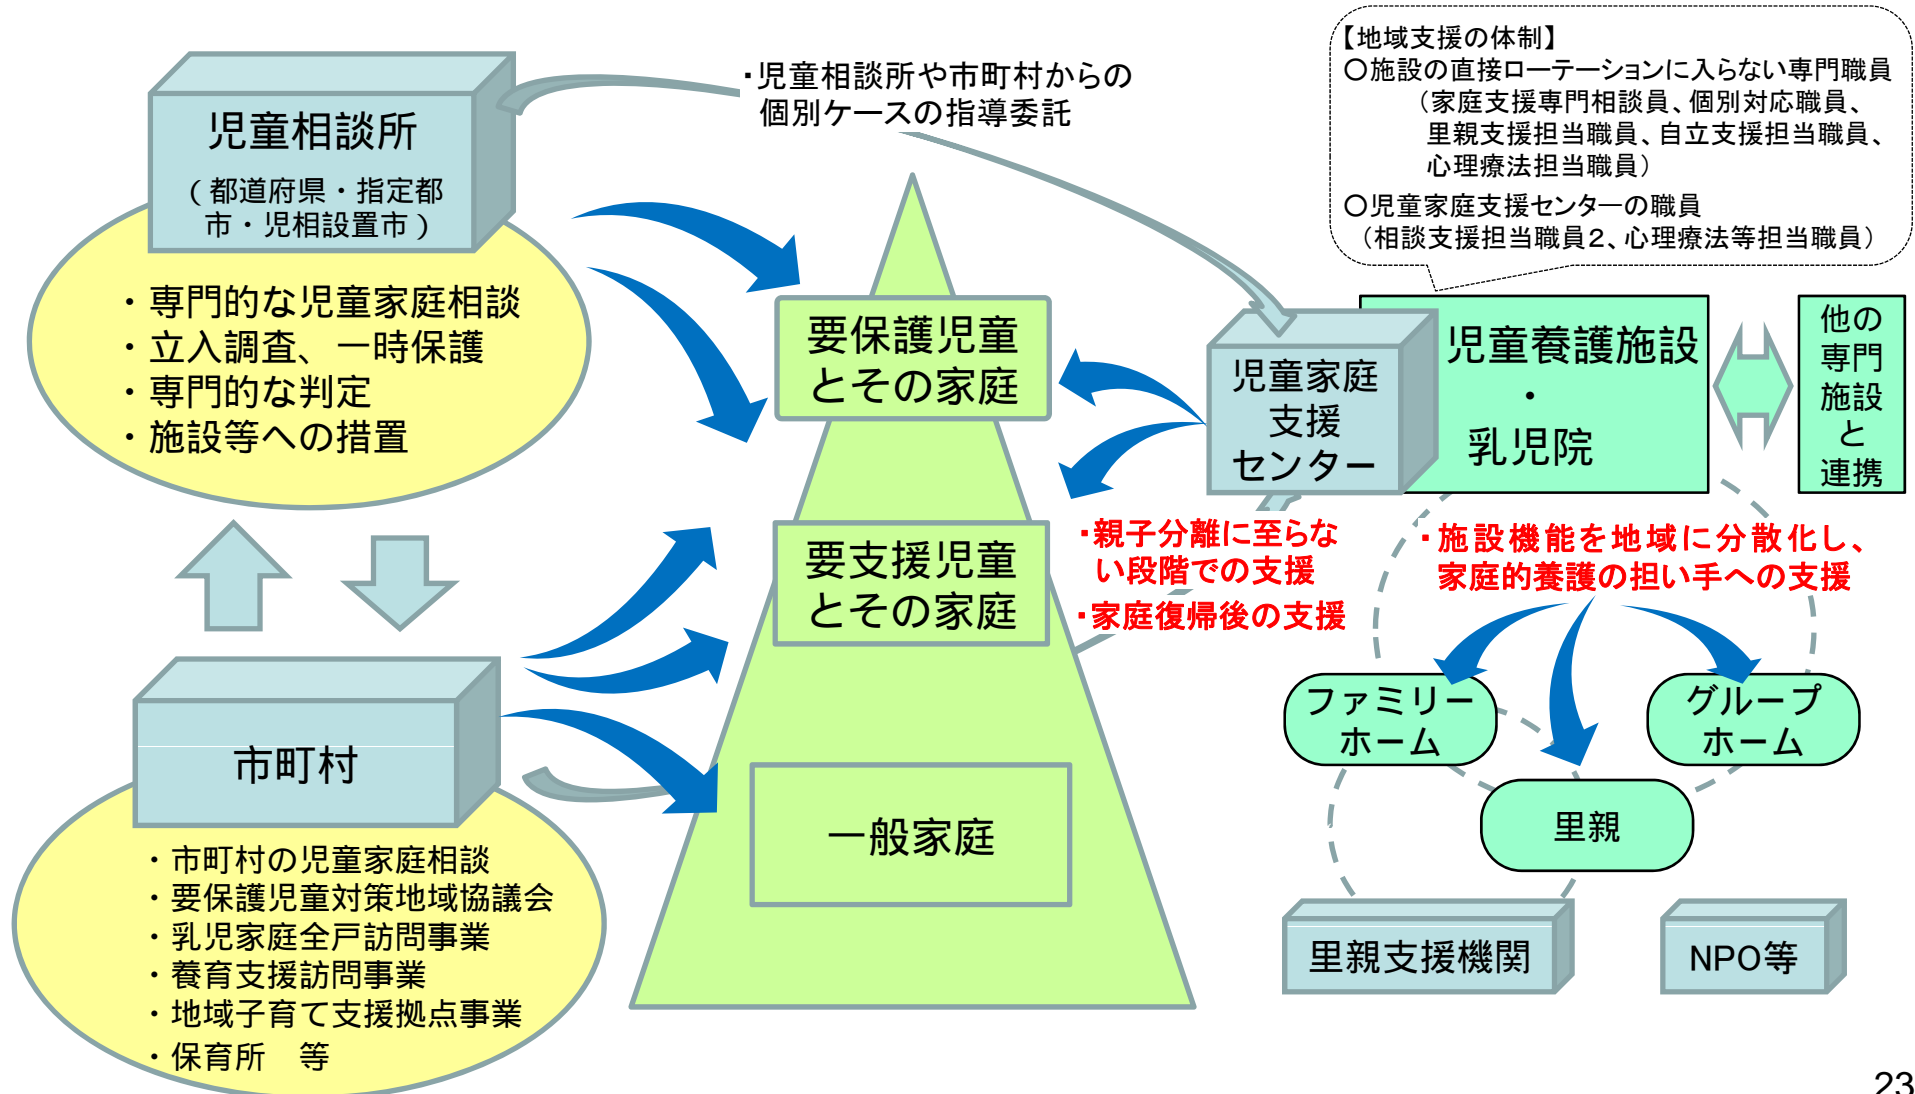 児童相談所
(都道府県・指定都
市・児相設置市)
・専門的な児童家庭相談
・立入調査、一時保護
・専門的な判定
・施設等への措置
・児童相談所や市町村からの
個別ケースの指導委託
【地域支援の体制】
○施設の直接ローテーションに入らない専門職員
(家庭支援専門相談員、個別対応職員、
里親支援担当職員、自立支援担当職員、
心理療法担当職員)
○児童家庭支援センターの職員
(相談支援担当職員2、心理療法等担当職員)
要保護児童
とその家庭
児童家庭
支援
センター
児童養護施設
・
乳児院
他の
専門
施設
と
連携
要支援児童
とその家庭
・親子分離に至らな
い段階での支援
・家庭復帰後の支援
・施設機能を地域に分散化し、
家庭的養護の担い手への支援
市町村
・市町村の児童家庭相談
・要保護児童対策地域協議会
・乳児家庭全戸訪問事業
・養育支援訪問事業
・地域子育て支援拠点事業
・保育所　等
一般家庭
ファミリー
ホーム
グループ
ホーム
里親
里親支援機関
NPO等
23